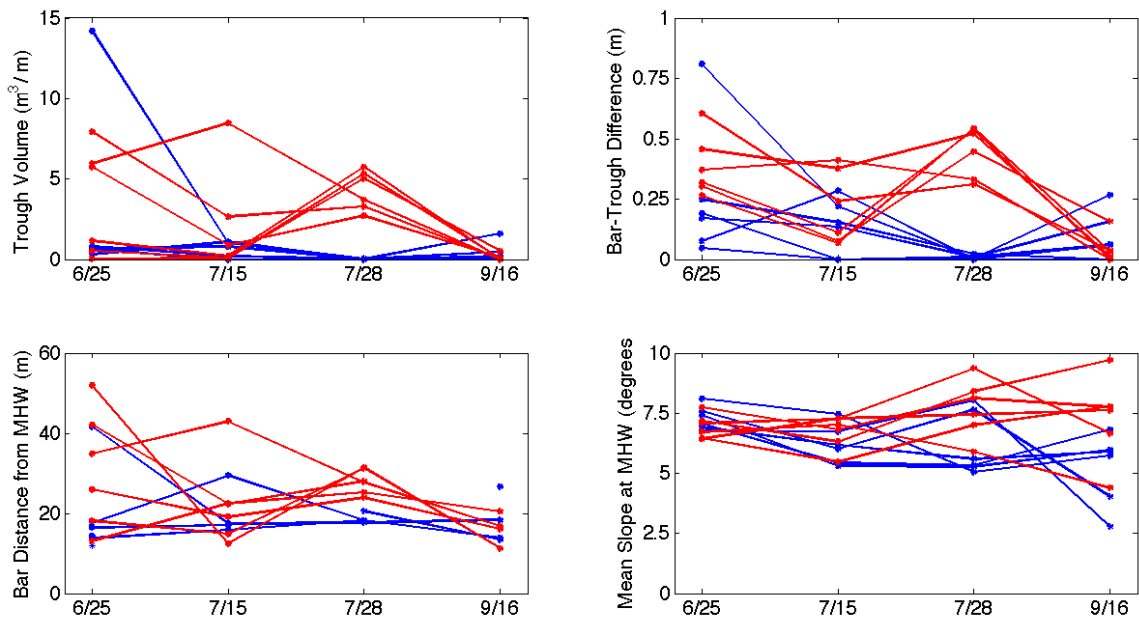 Trough Volume (m³ / m)
15
10
5
0
6/25 7/15 7/28 9/16
Bar-Trough Difference (m)
1
0.75
0.5
0.25
0
6/25 7/15 7/28 9/16
Bar Distance from MHW (m)
60
40
20
0
6/25 7/15 7/28 9/16
Mean Slope at MHW (degrees
10
7.5
5
2.5
0
6/25 7/15 7/28 9/16